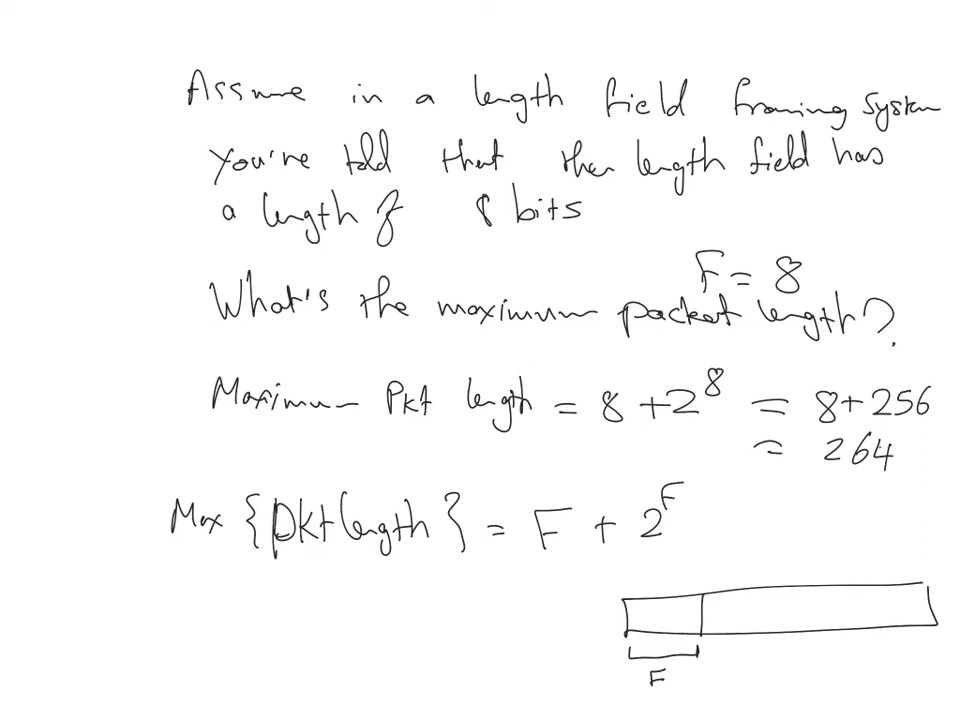 Assume in a length field framing system
You're told that the length field has
a length of 8 bits
F = 8
What's the maximum packet length?
Maximum Pkt length = 8 + 2^8 = 8 + 256
= 264
Max {pkt length} = F + 2^F
F